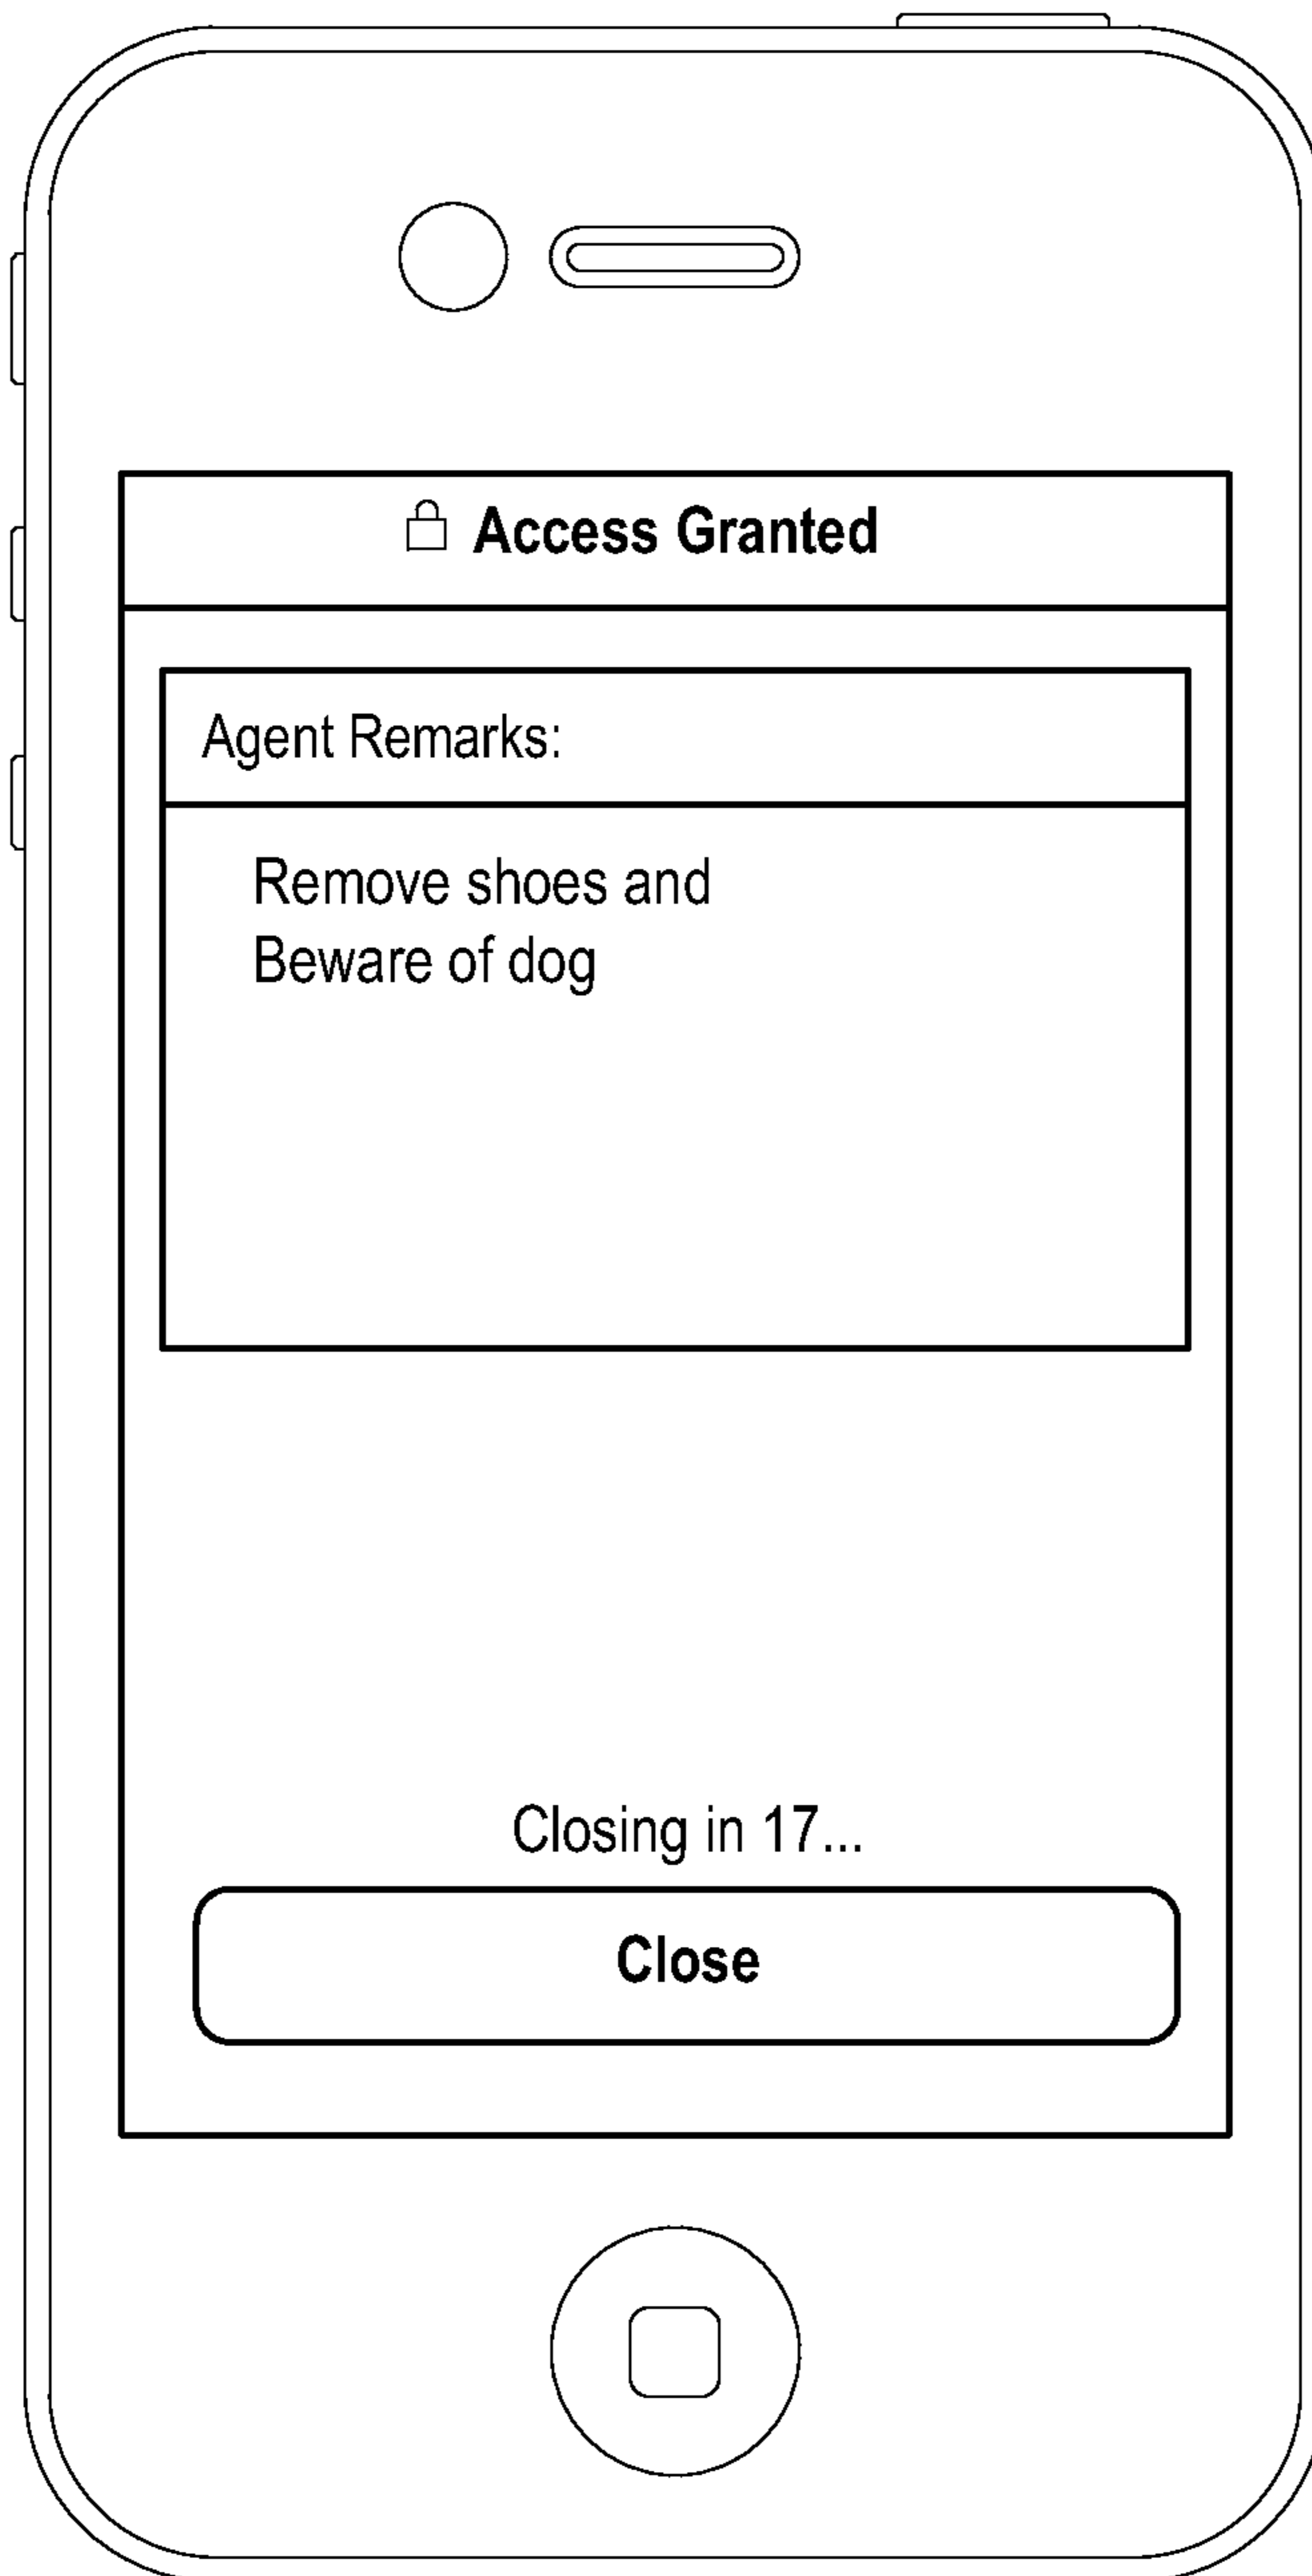 Access Granted
Agent Remarks:
Remove shoes and
Beware of dog
Closing in 17...
Close